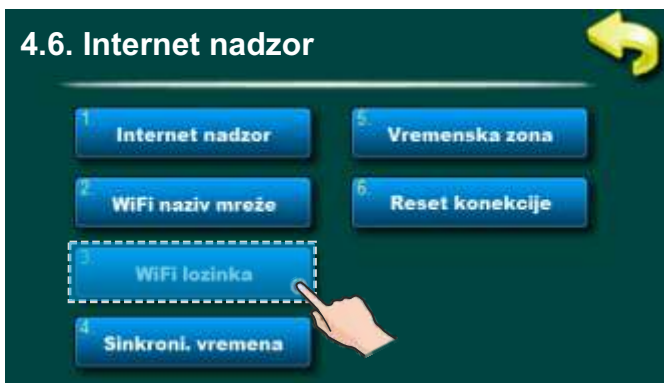 4.6. Internet nadzor
1.
Internet nadzor
2.
WiFi naziv mreže
3.
WiFi lozinka
4.
Sinkroni. vremena
5.
Vremenska zona
6.
Reset konekcije